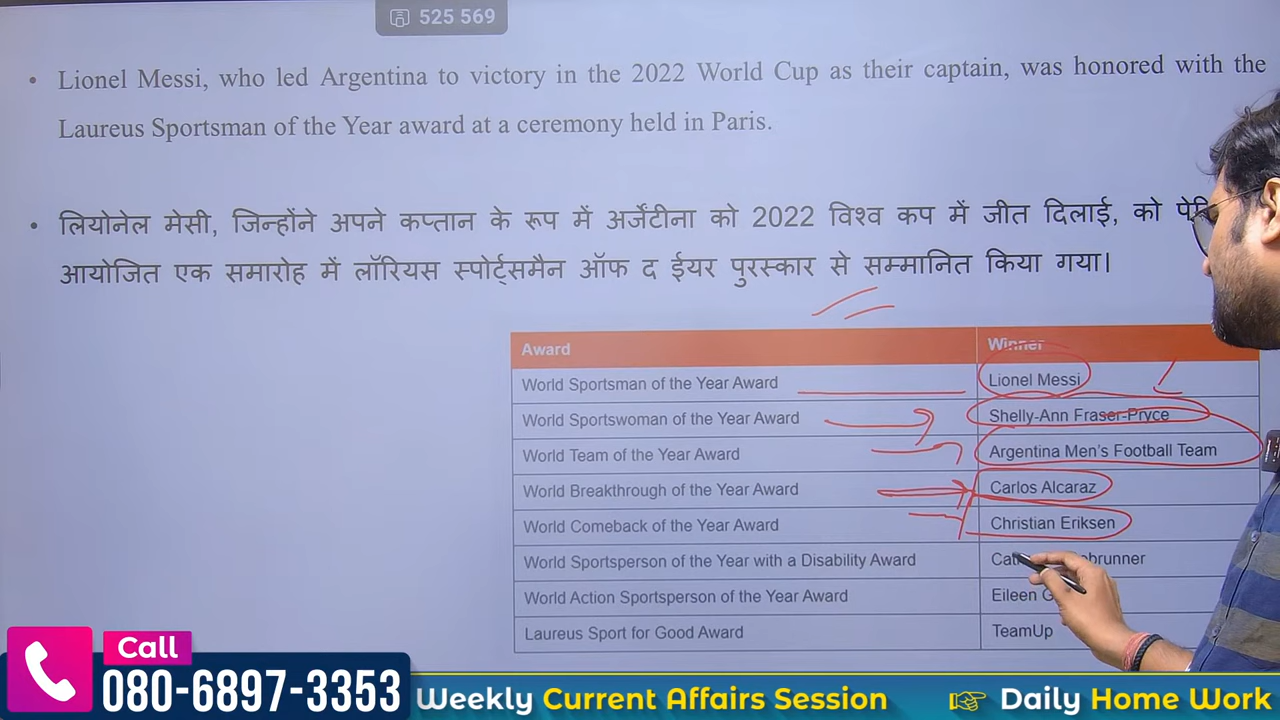 525 569
• Lionel Messi, who led Argentina to victory in the 2022 World Cup as their captain, was honored with the
Laureus Sportsman of the Year award at a ceremony held in Paris.
• लियोनेल मेसी, जिन्होंने अपने कप्तान के रूप में अर्जेंटीना को 2022 विश्व कप में जीत दिलाई, को
आयोजित एक समारोह में लॉरियस स्पोर्ट्समैन ऑफ द ईयर पुरस्कार से सम्मानित किया गया।
Award Winner
World Sportsman of the Year Award Lionel Messi
World Sportswoman of the Year Award Shelly-Ann Fraser-Pryce
World Team of the Year Award Argentina Men's Football Team
World Breakthrough of the Year Award Carlos Alcaraz
World Comeback of the Year Award Christian Eriksen
World Sportsperson of the Year with a Disability Award
World Action Sportsperson of the Year Award Eileen
Laureus Sport for Good Award TeamUp
Call
080-6897-3353
Weekly Current Affairs Session Daily Home Work